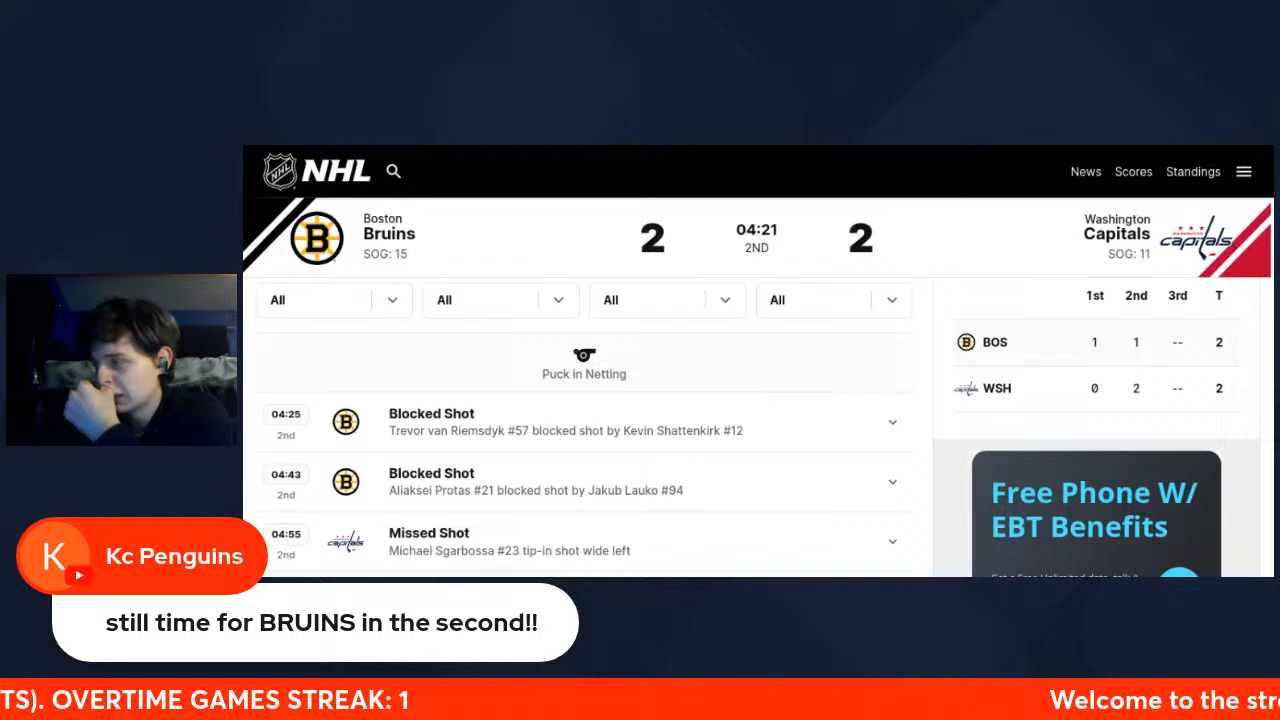 NHL
News Scores Standings
Boston
Bruins
SOG: 15
2
04:21
2ND
2
Washington
Capitals
SOG: 11
B
WASHINGTON
capitals
All
All
All
All
Puck in Netting
04:25
2nd
B
Blocked Shot
Trevor van Riemsdyk #57 blocked shot by Kevin Shattenkirk #12
04:43
2nd
B
Blocked Shot
Aliaksei Protas #21 blocked shot by Jakub Lauko #94
04:55
2nd
capitals
Missed Shot
Michael Sgarbossa #23 tip-in shot wide left
1st 2nd 3rd T
B BOS 1 1 -- 2
capitals WSH 0 2 -- 2
Free Phone W/
EBT Benefits
K
Kc Penguins
still time for BRUINS in the second!!
TS). OVERTIME GAMES STREAK: 1
Welcome to the stre